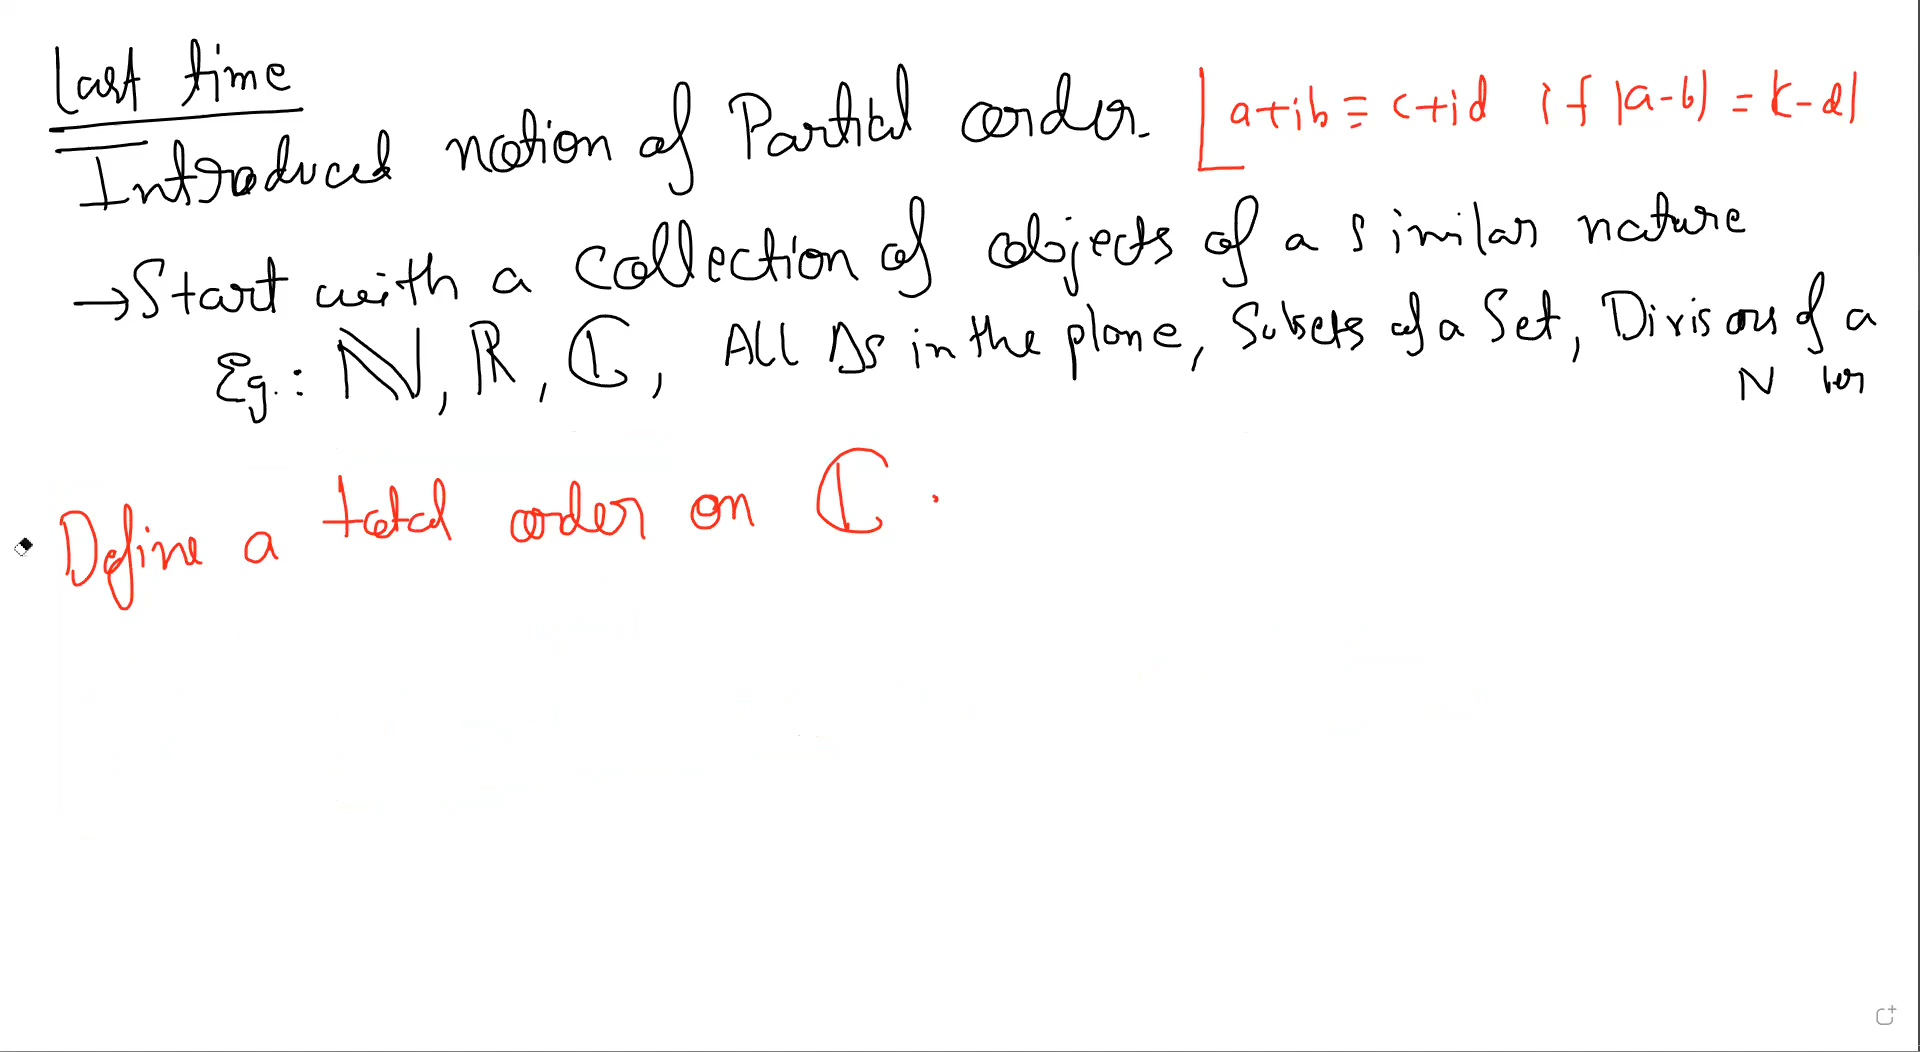 Last time
Introduced notion of Partial order. [a+ib ≡ c+id if |a-b| = |c-d|
→ Start with a collection of objects of a similar nature
Eg.: ℕ, ℝ, ℂ, All Δs in the plane, Subsets of a Set, Divisors of a
N ber
• Define a total order on ℂ.